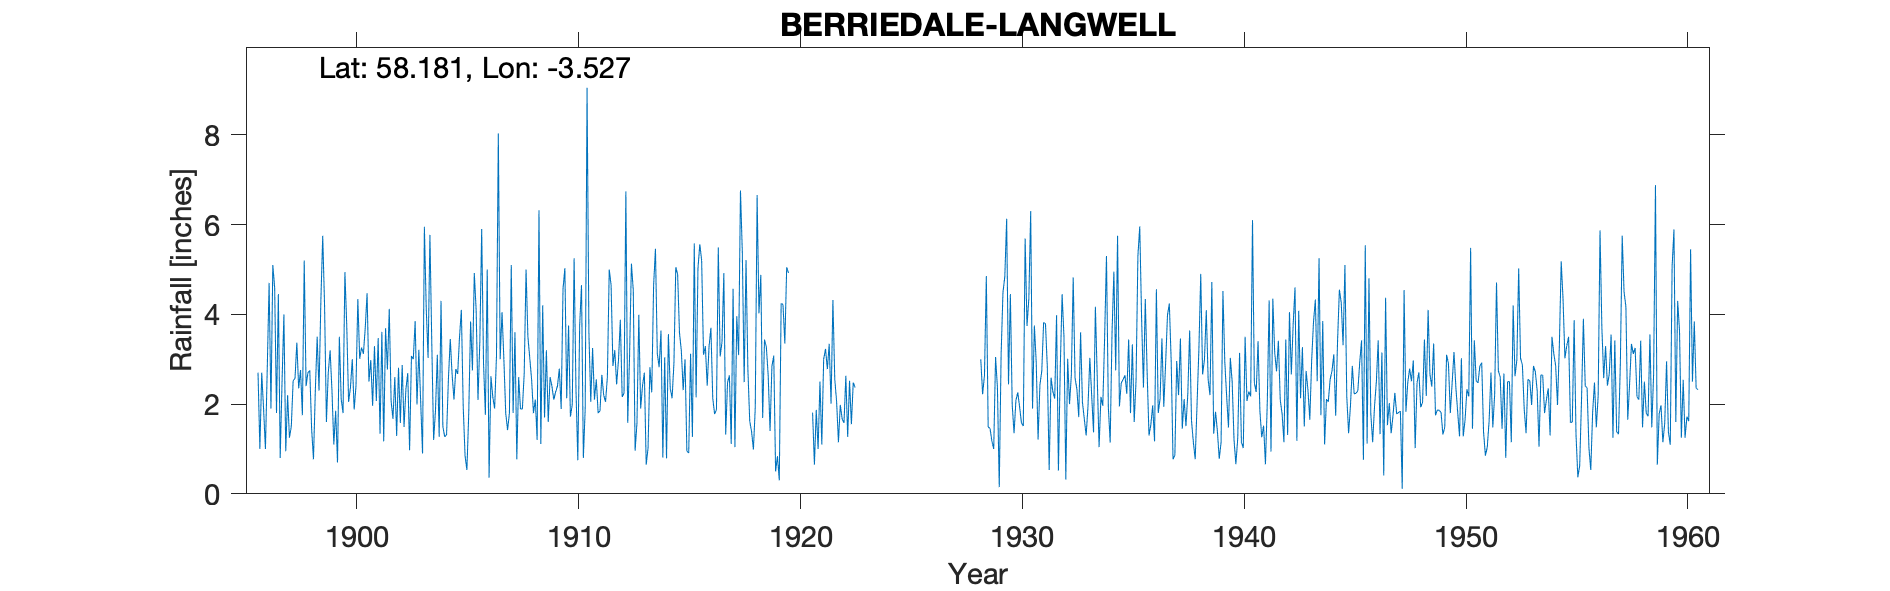 BERRIEDALE-LANGWELL
Lat: 58.181, Lon: -3.527
Rainfall [inches]
8
6
4
2
0
1900 1910 1920 1930 1940 1950 1960
Year